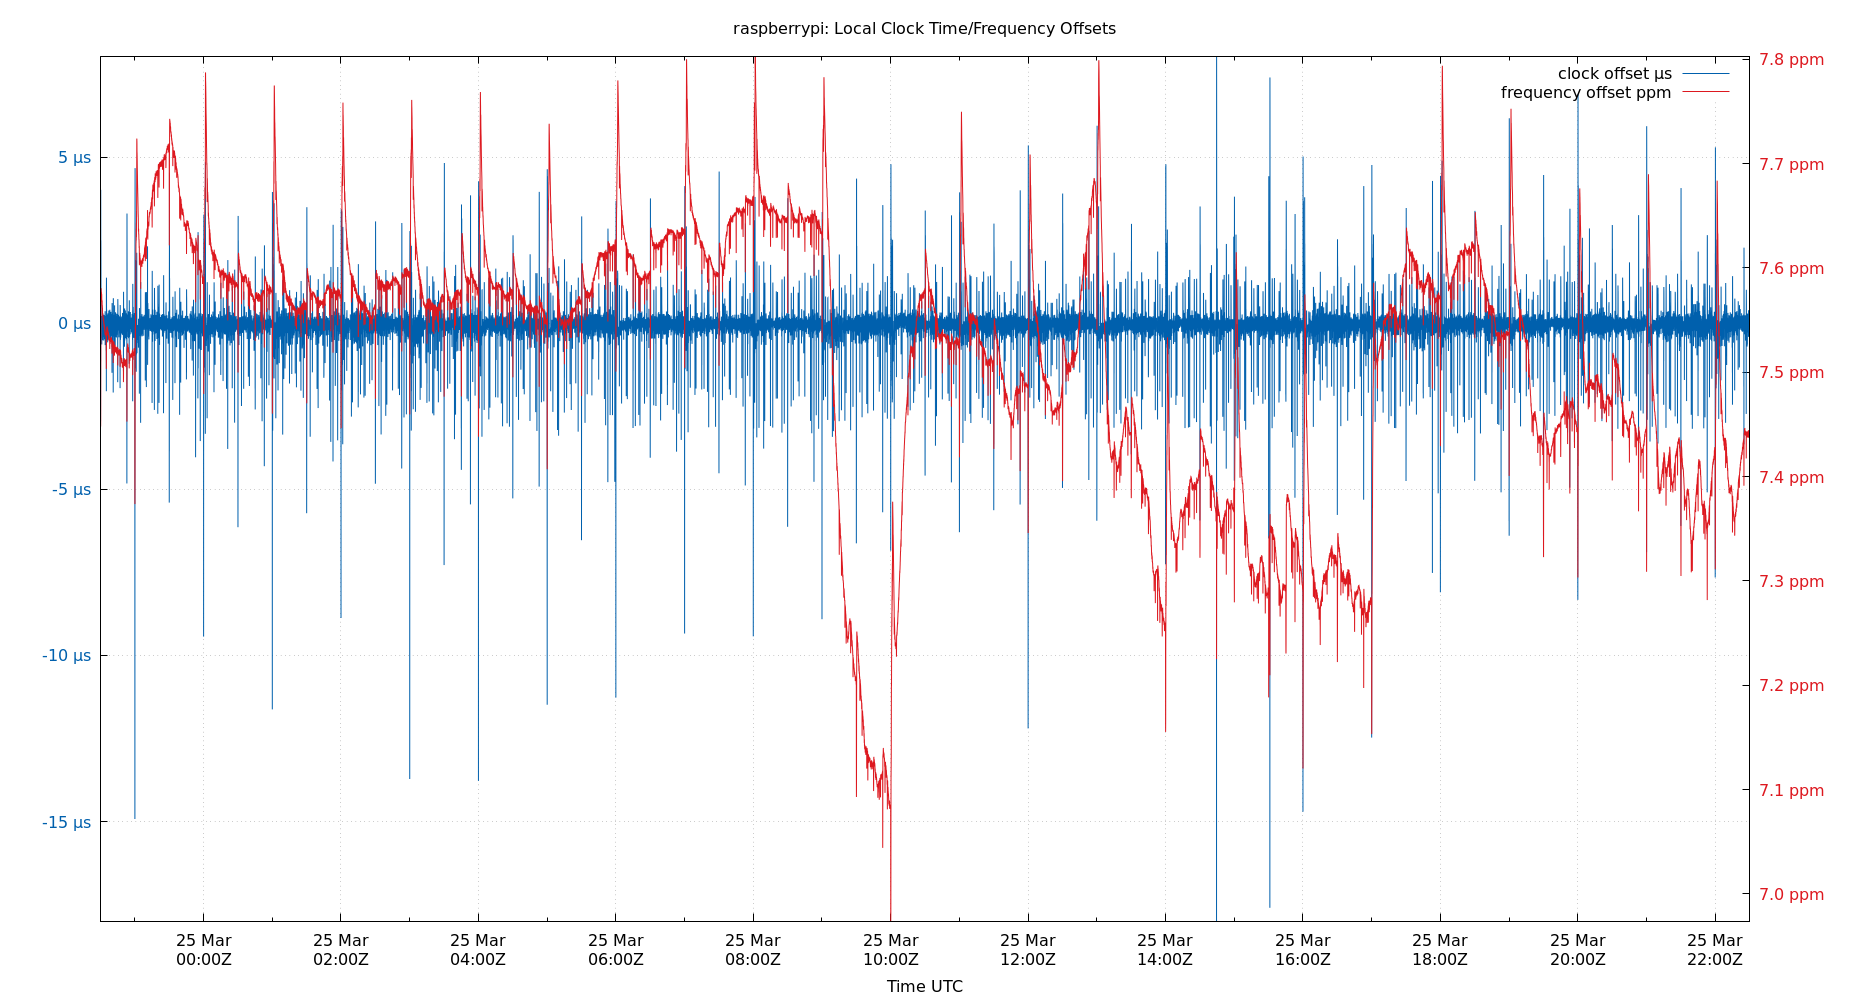 raspberrypi: Local Clock Time/Frequency Offsets
clock offset µs
frequency offset ppm
5 µs
0 µs
-5 µs
-10 µs
-15 µs
7.8 ppm
7.7 ppm
7.6 ppm
7.5 ppm
7.4 ppm
7.3 ppm
7.2 ppm
7.1 ppm
7.0 ppm
25 Mar
00:00Z
25 Mar
02:00Z
25 Mar
04:00Z
25 Mar
06:00Z
25 Mar
08:00Z
25 Mar
10:00Z
25 Mar
12:00Z
25 Mar
14:00Z
25 Mar
16:00Z
25 Mar
18:00Z
25 Mar
20:00Z
25 Mar
22:00Z
Time UTC